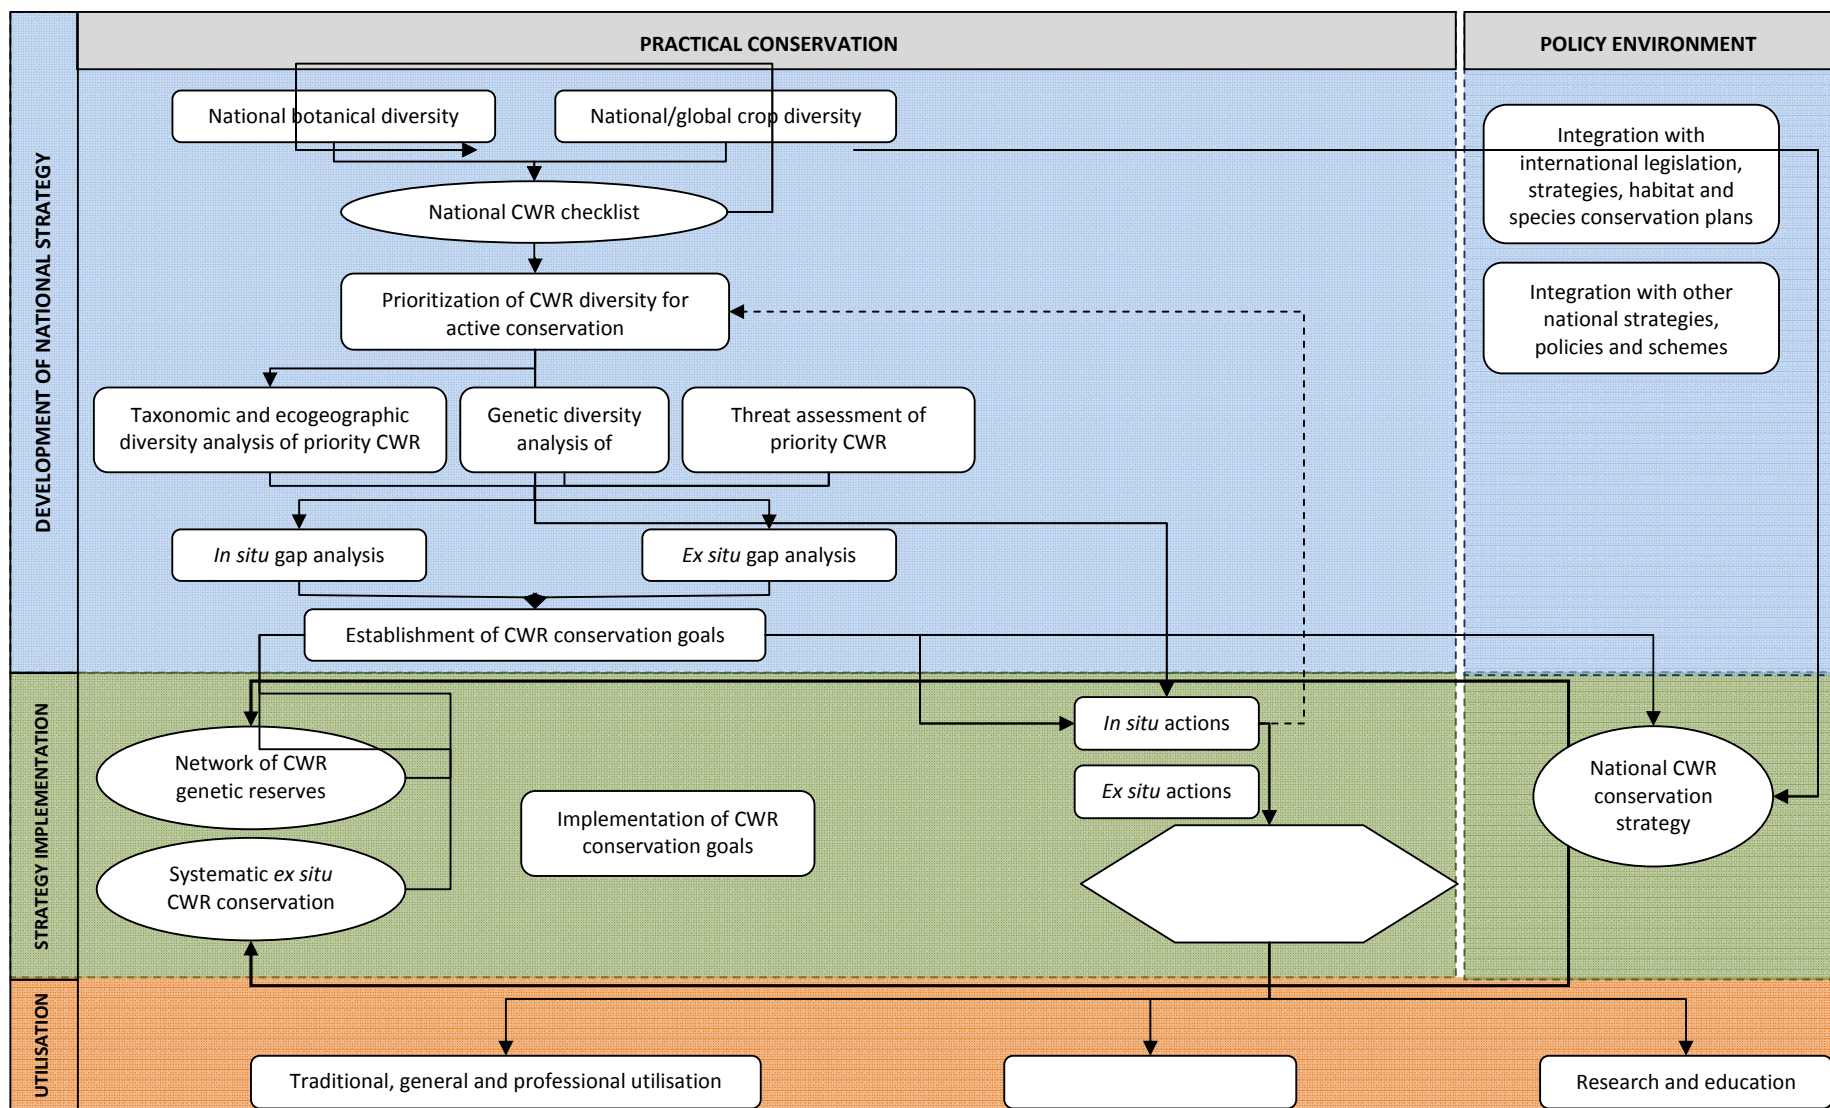 PRACTICAL CONSERVATION
POLICY ENVIRONMENT
DEVELOPMENT OF NATIONAL STRATEGY
National botanical diversity
National/global crop diversity
National CWR checklist
Prioritization of CWR diversity for
active conservation
Taxonomic and ecogeographic
diversity analysis of priority CWR
Genetic diversity
analysis of
Threat assessment of
priority CWR
In situ gap analysis
Ex situ gap analysis
Establishment of CWR conservation goals
Integration with
international legislation,
strategies, habitat and
species conservation plans
Integration with other
national strategies,
policies and schemes
STRATEGY IMPLEMENTATION
Network of CWR
genetic reserves
Systematic ex situ
CWR conservation
Implementation of CWR
conservation goals
In situ actions
Ex situ actions
National CWR
conservation
strategy
UTILISATION
Traditional, general and professional utilisation
Research and education